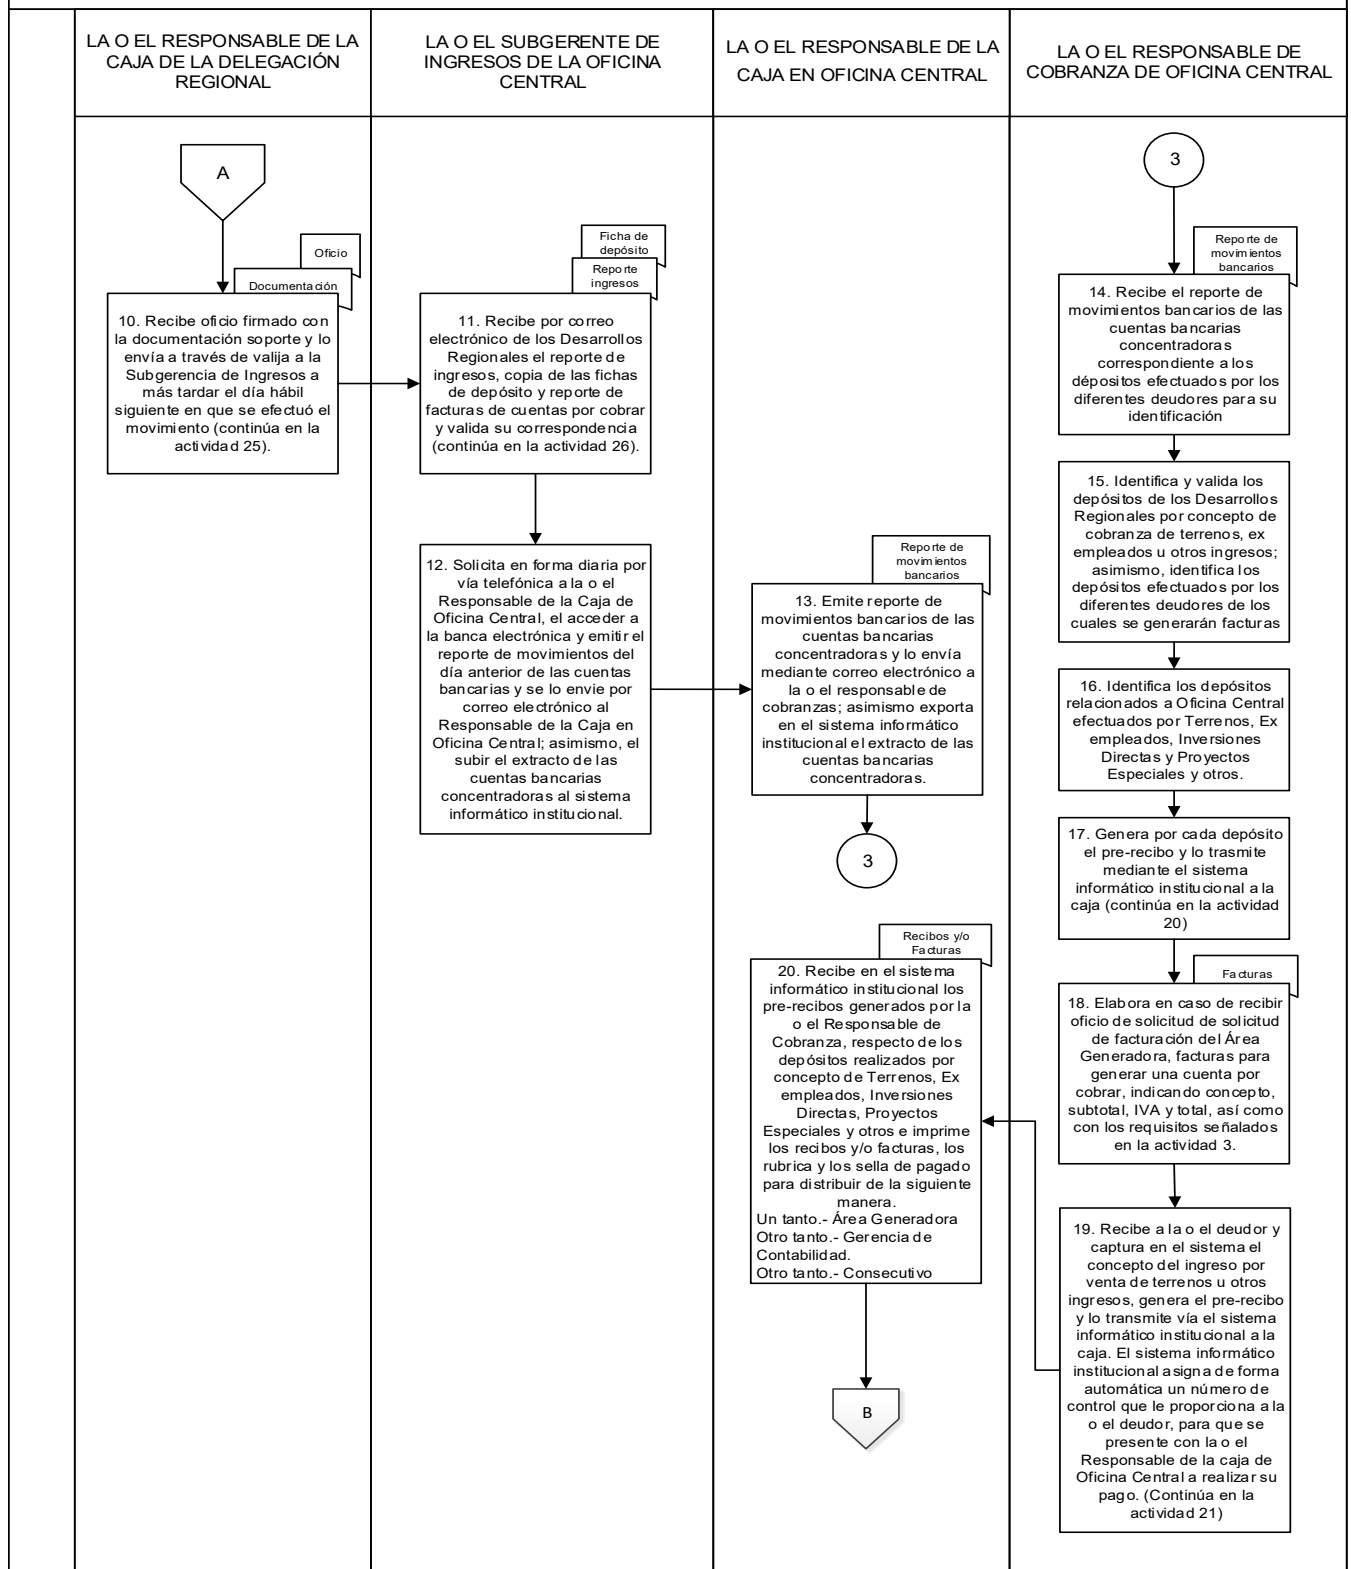 LA O EL RESPONSABLE DE LA
CAJA DE LA DELEGACIÓN
REGIONAL
LA O EL SUBGERENTE DE
INGRESOS DE LA OFICINA
CENTRAL
LA O EL RESPONSABLE DE LA
CAJA EN OFICINA CENTRAL
LA O EL RESPONSABLE DE
COBRANZA DE OFICINA CENTRAL
A
Oficio
Documentación
10. Recibe oficio firmado con
la documentación soporte y lo
envía a través de valija a la
Subgerencia de Ingresos a
más tardar el día hábil
siguiente en que se efectuó el
movimiento (continúa en la
actividad 25).
Ficha de
depósito
Reporte
ingresos
11. Recibe por correo
electrónico de los Desarrollos
Regionales el reporte de
ingresos, copia de las fichas
de depósito y reporte de
facturas de cuentas por cobrar
y valida su correspondencia
(continúa en la actividad 26).
12. Solicita en forma diaria por
vía telefónica a la o el
Responsable de la Caja de
Oficina Central, el acceder a
la banca electrónica y emitir el
reporte de movimientos del
día anterior de las cuentas
bancarias y se lo envie por
correo electrónico al
Responsable de la Caja en
Oficina Central; asimismo, el
subir el extracto de las
cuentas bancarias
concentradoras al sistema
informático institucional.
Reporte de
movimientos
bancarios
13. Emite reporte de
movimientos bancarios de las
cuentas bancarias
concentradoras y lo envía
mediante correo electrónico a
la o el responsable de
cobranzas; asimismo exporta
en el sistema informático
institucional el extracto de las
cuentas bancarias
concentradoras.
3
3
Reporte de
movimientos
bancarios
14. Recibe el reporte de
movimientos bancarios de las
cuentas bancarias
concentradoras
correspondiente a los
dépositos efectuados por los
diferentes deudores para su
identificación
15. Identifica y valida los
depósitos de los Desarrollos
Regionales por concepto de
cobranza de terrenos, ex
empleados u otros ingresos;
asimismo, identifica los
depósitos efectuados por los
diferentes deudores de los
cuales se generarán facturas
16. Identifica los depósitos
relacionados a Oficina Central
efectuados por Terrenos, Ex
empleados, Inversiones
Directas y Proyectos
Especiales y otros.
17. Genera por cada depósito
el pre-recibo y lo trasmite
mediante el sistema
informático institucional a la
caja (continúa en la actividad
20)
Facturas
18. Elabora en caso de recibir
oficio de solicitud de solicitud
de facturación del Área
Generadora, facturas para
generar una cuenta por
cobrar, indicando concepto,
subtotal, IVA y total, así como
con los requisitos señalados
en la actividad 3.
19. Recibe a la o el deudor y
captura en el sistema el
concepto del ingreso por
venta de terrenos u otros
ingresos, genera el pre-recibo
y lo transmite vía el sistema
informático institucional a la
caja. El sistema informático
institucional asigna de forma
automática un número de
control que le proporciona a la
o el deudor, para que se
presente con la o el
Responsable de la caja de
Oficina Central a realizar su
pago. (Continúa en la
actividad 21)
Recibos y/o
Facturas
20. Recibe en el sistema
informático institucional los
pre-recibos generados por la
o el Responsable de
Cobranza, respecto de los
depósitos realizados por
concepto de Terrenos, Ex
empleados, Inversiones
Directas, Proyectos
Especiales y otros e imprime
los recibos y/o facturas, los
rubrica y los sella de pagado
para distribuir de la siguiente
manera.
Un tanto.- Área Generadora
Otro tanto.- Gerencia de
Contabilidad.
Otro tanto.- Consecutivo
B